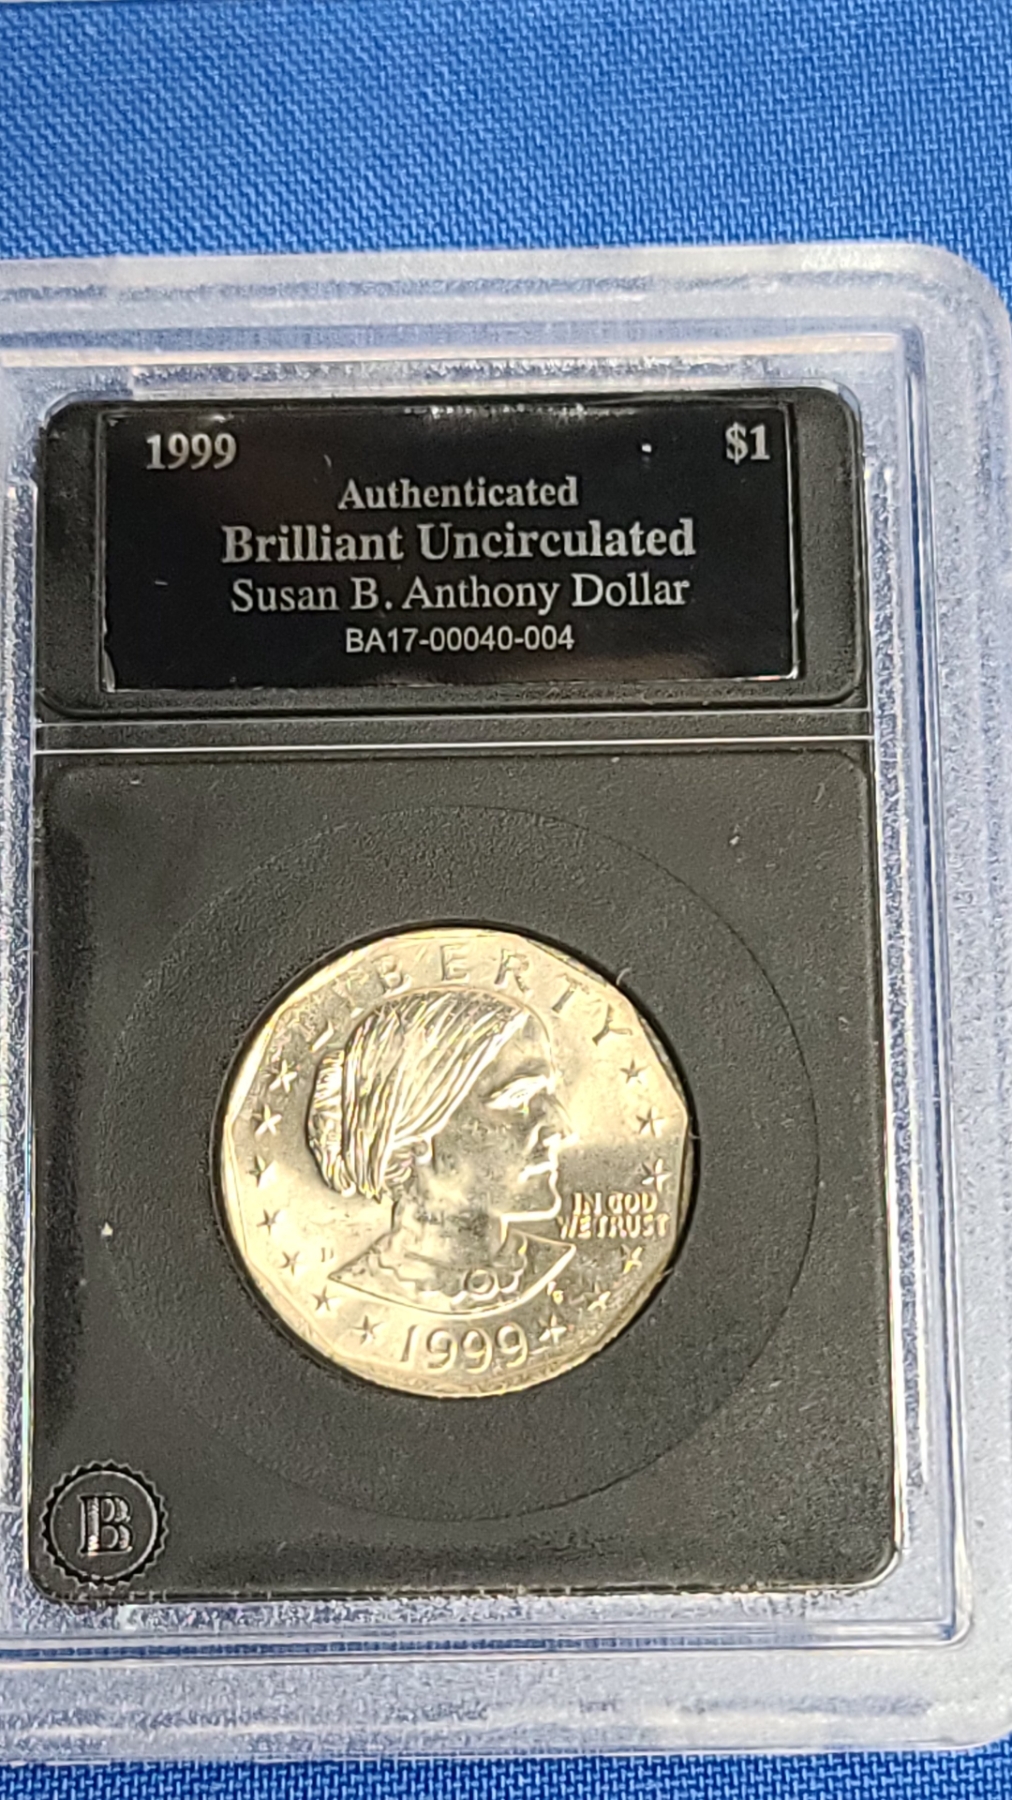 1999 $1
Authenticated
Brilliant Uncirculated
Susan B. Anthony Dollar
BA17-00040-004
LIBERTY
IN GOD
WE TRUST
D
1999
B